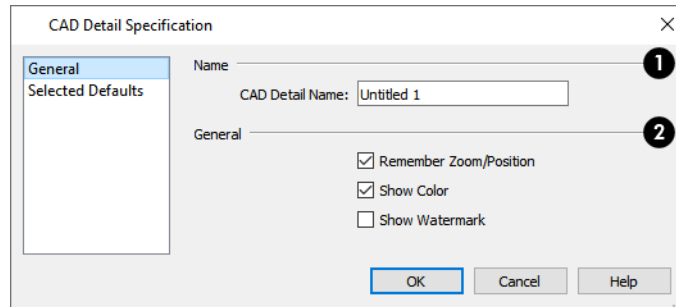 CAD Detail Specification
General
Selected Defaults
Name
1
CAD Detail Name: Untitled 1
General
2
Remember Zoom/Position
Show Color
Show Watermark
OK Cancel Help